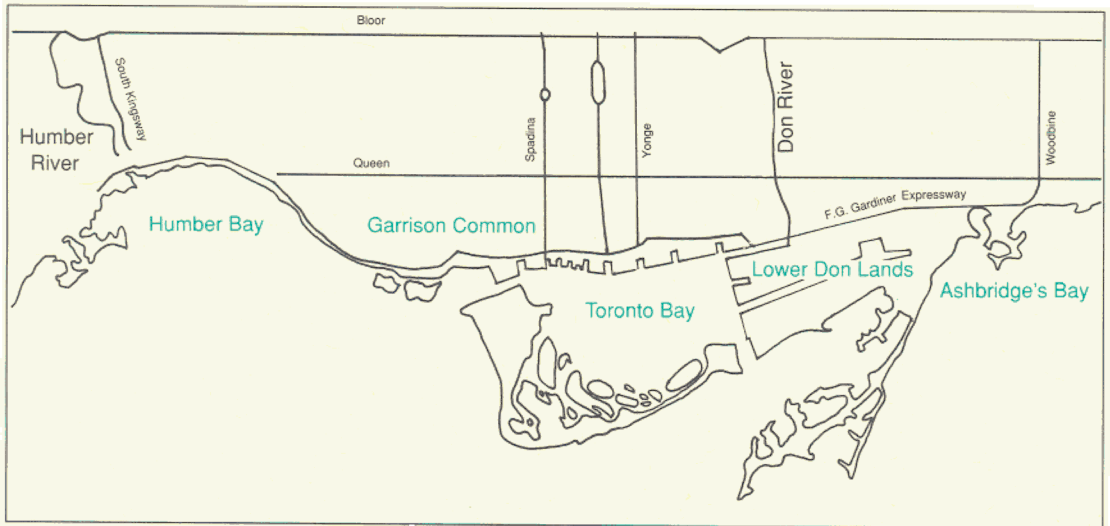 Bloor
South Kingsway
Humber
River
Spadina
Yonge
Don River
Woodbine
Queen
F.G. Gardiner Expressway
Humber Bay
Garrison Common
Lower Don Lands
Ashbridge's Bay
Toronto Bay